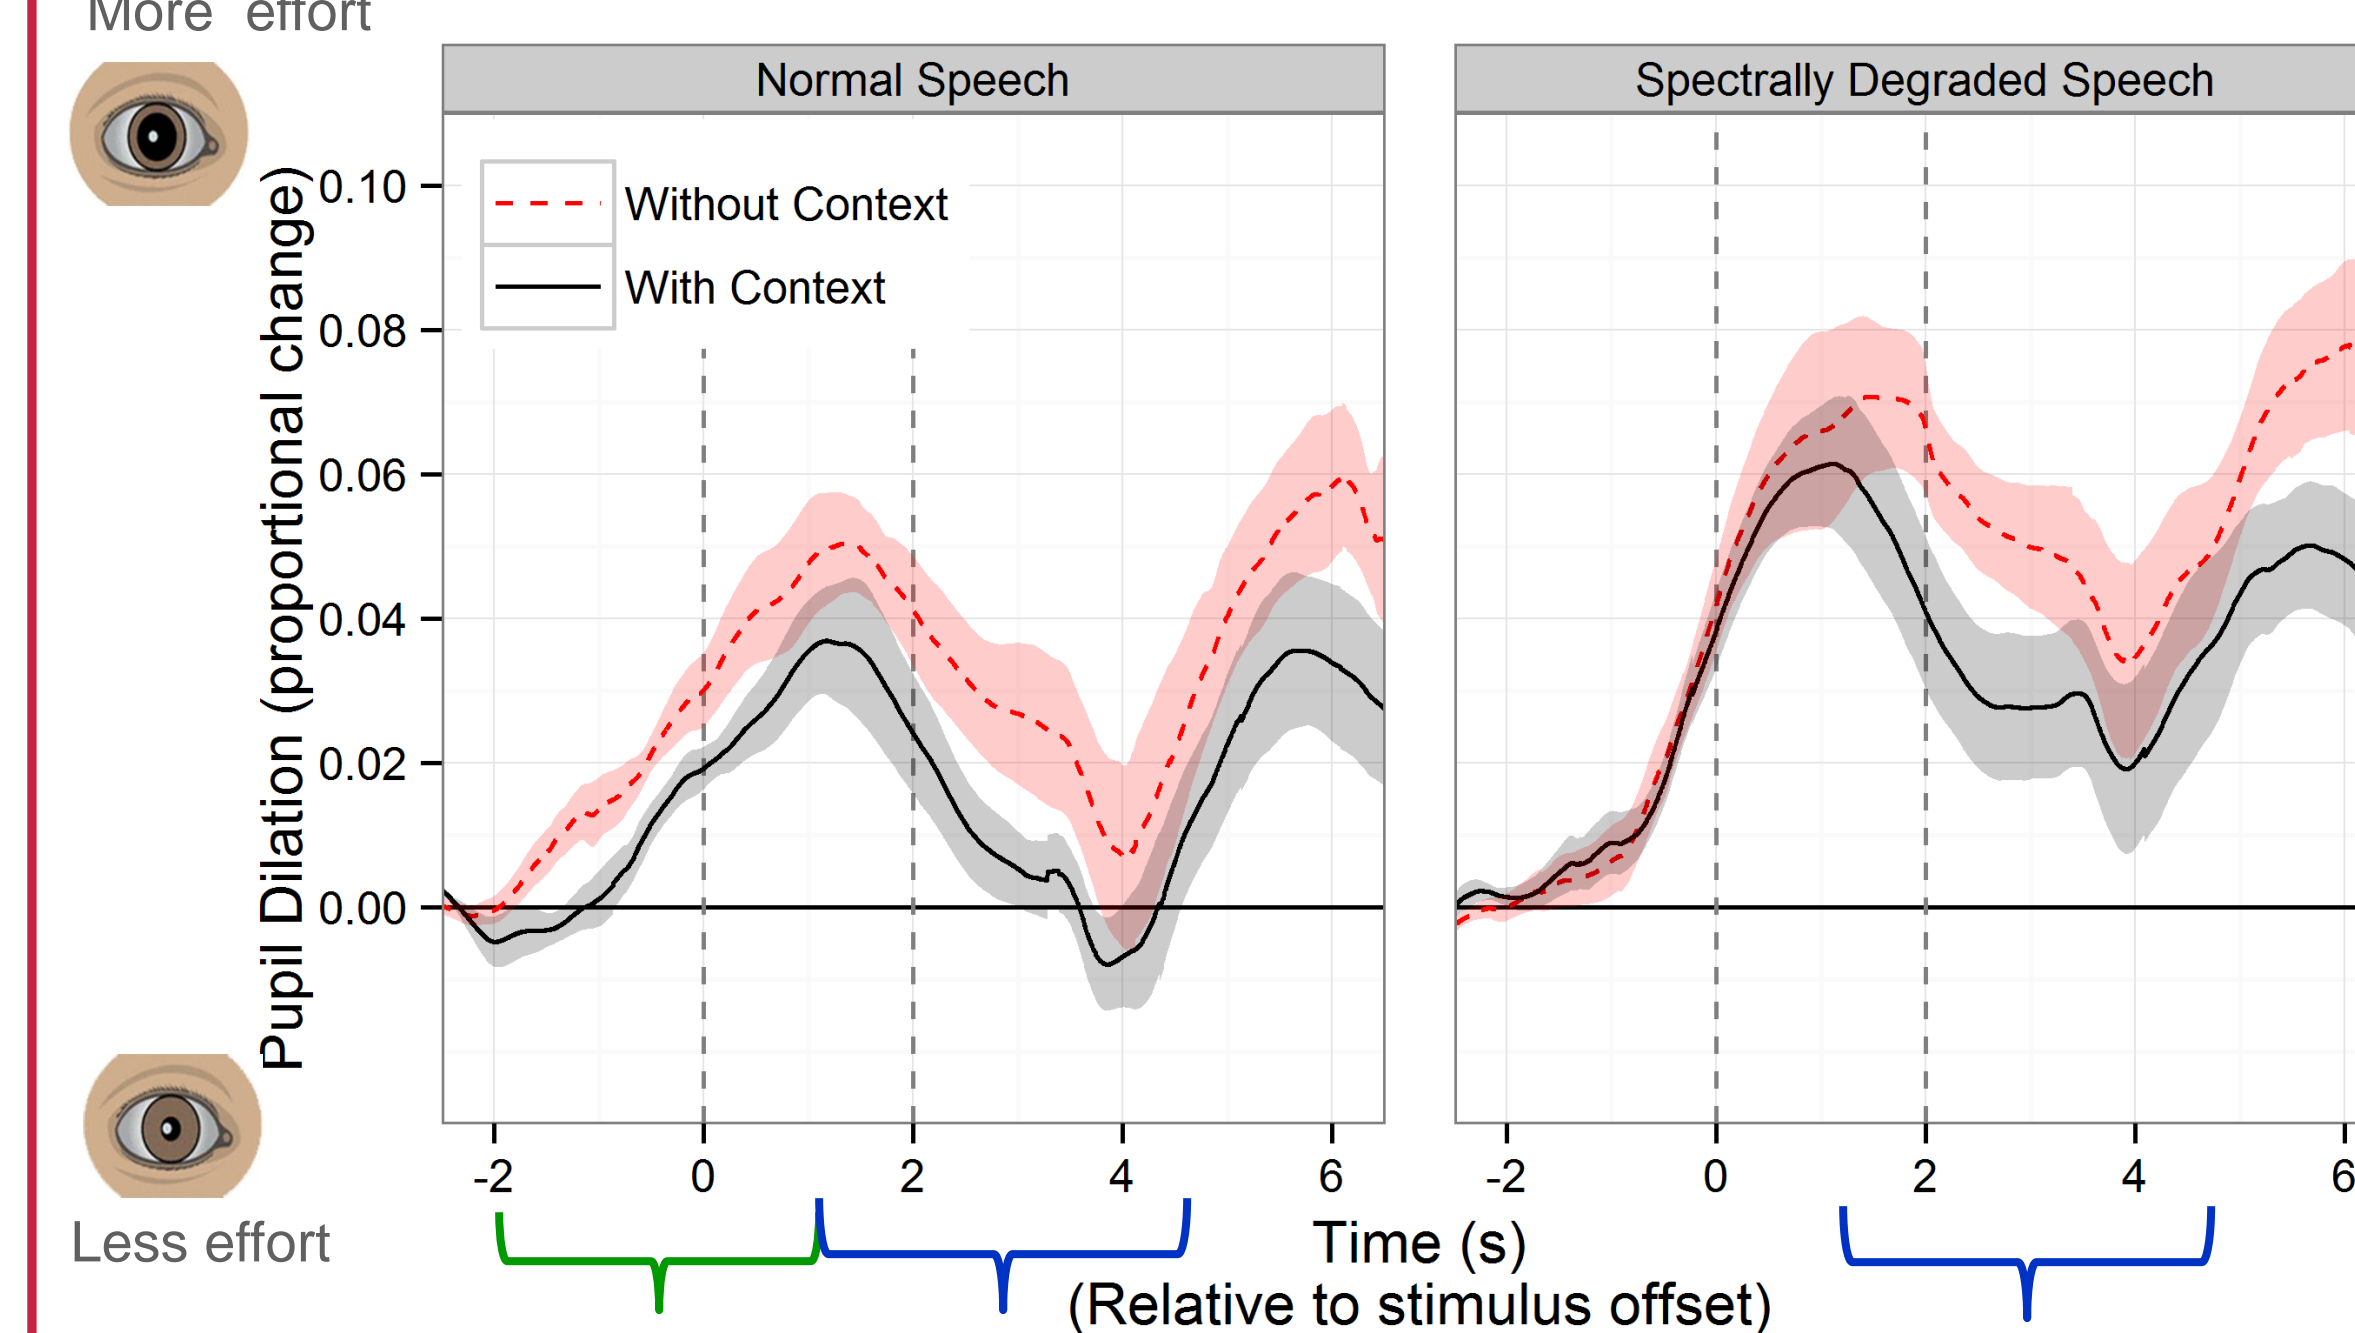 More effort
Normal Speech
Spectrally Degraded Speech
Without Context
With Context
Pupil Dilation (proportional change)
0.10
0.08
0.06
0.04
0.02
0.00
-2 0 2 4 6
-2 0 2 4 6
Less effort
Time (s)
(Relative to stimulus offset)